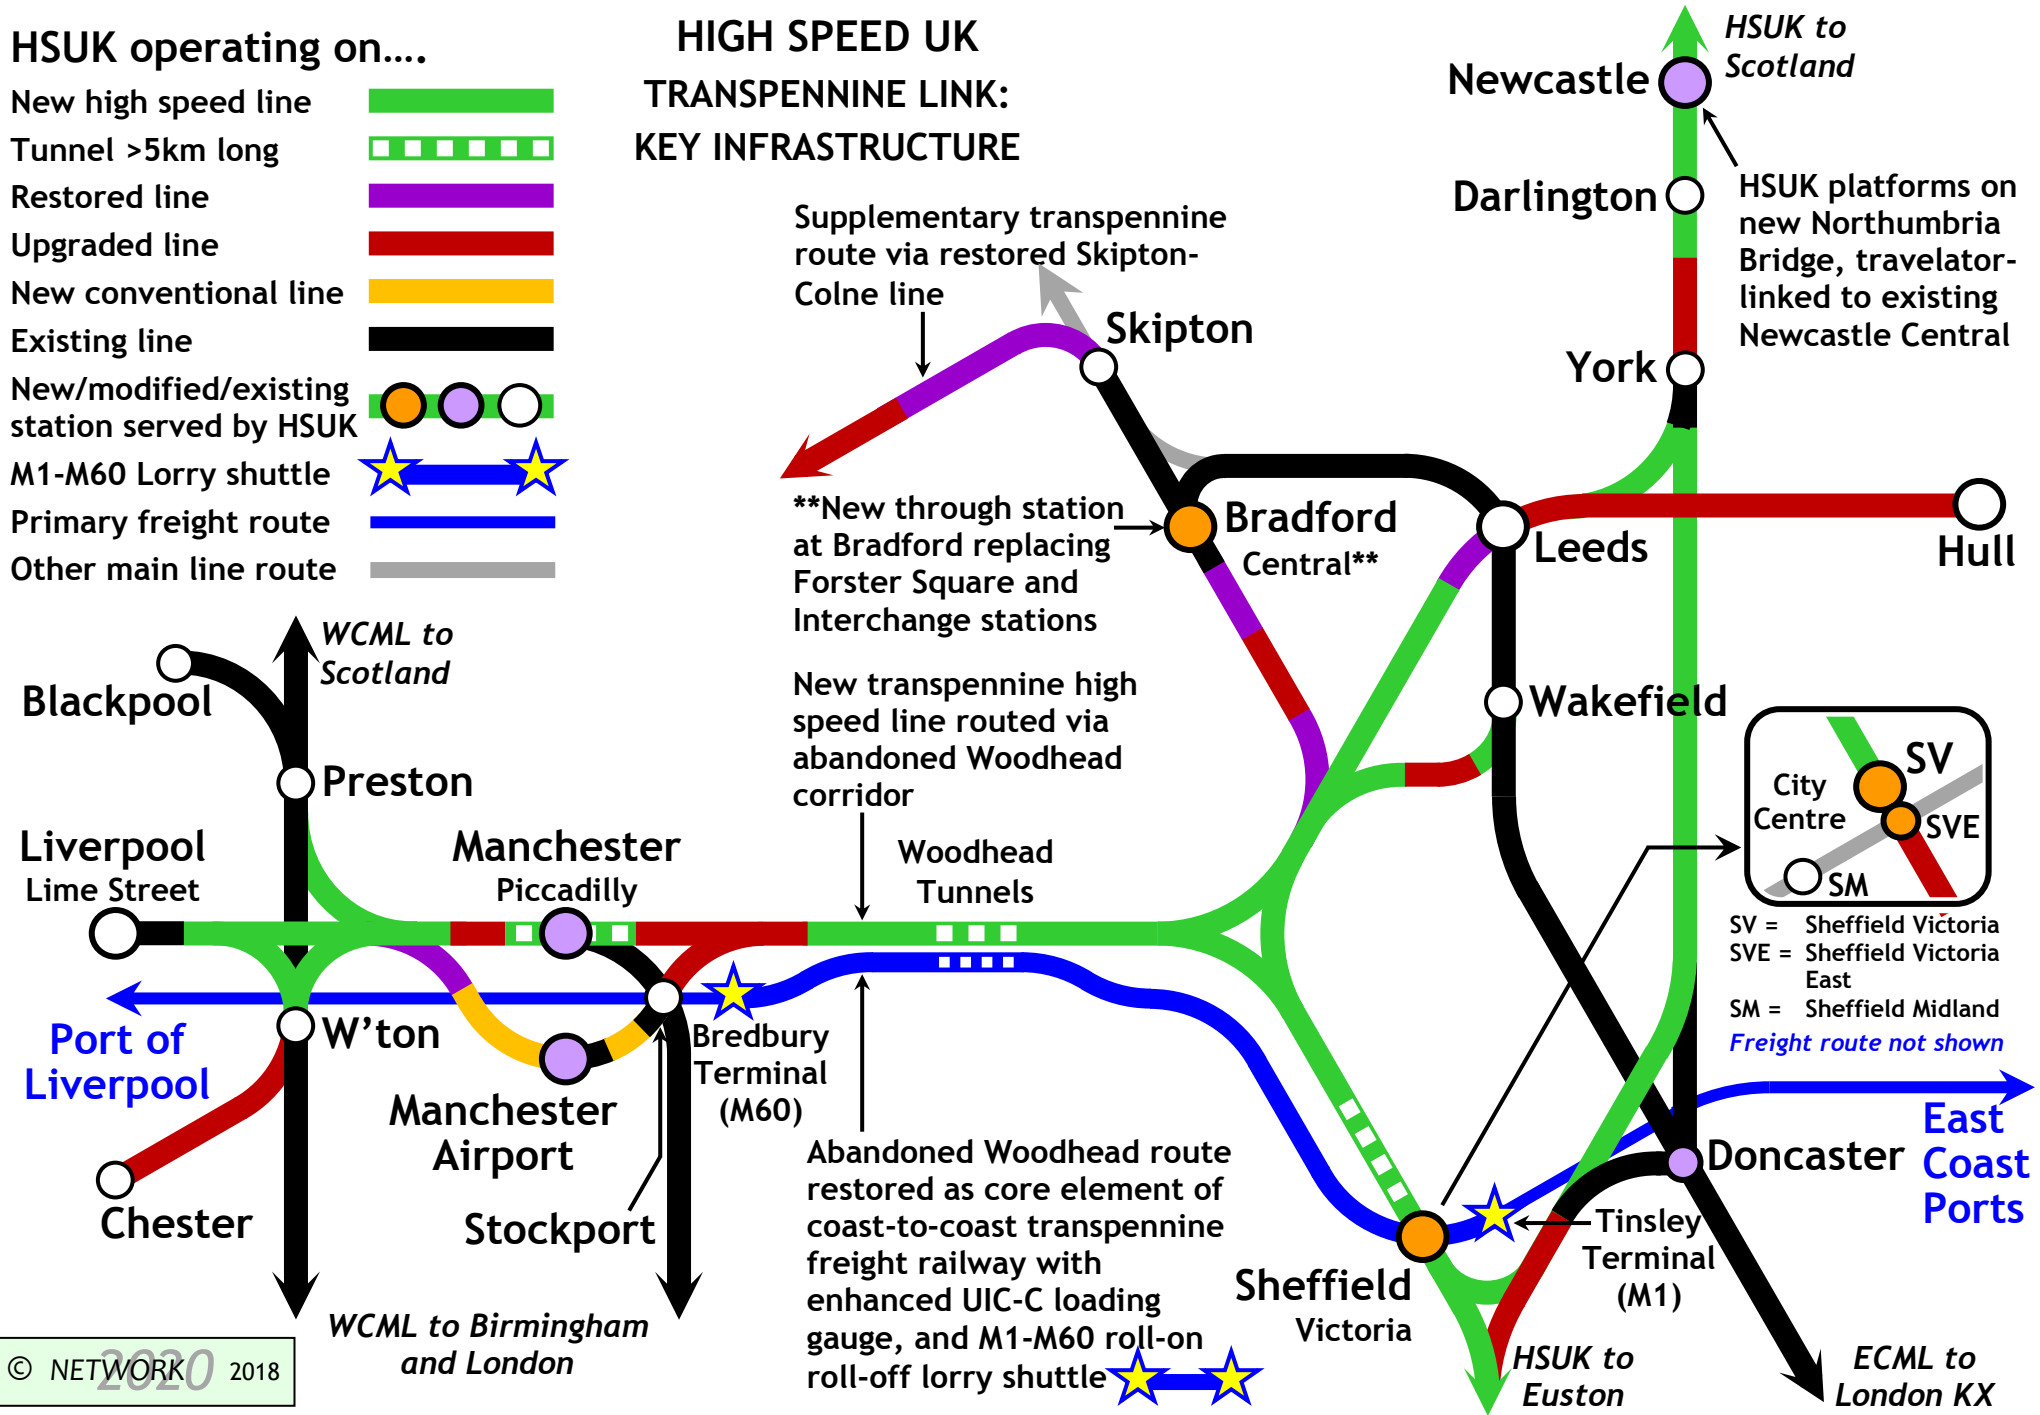 HSUK operating on….
New high speed line
Tunnel >5km long
Restored line
Upgraded line
New conventional line
Existing line
New/modified/existing
station served by HSUK
M1-M60 Lorry shuttle
Primary freight route
Other main line route
HIGH SPEED UK
TRANSPENNINE LINK:
KEY INFRASTRUCTURE
HSUK to
Scotland
Newcastle
Darlington
HSUK platforms on
new Northumbria
Bridge, travelator-
linked to existing
Newcastle Central
York
Supplementary transpennine
route via restored Skipton-
Colne line
Skipton
**New through station
at Bradford replacing
Forster Square and
Interchange stations
Bradford
Central**
Leeds
Hull
WCML to
Scotland
Blackpool
Preston
New transpennine high
speed line routed via
abandoned Woodhead
corridor
Wakefield
SV
City
Centre
SVE
SM
SV = Sheffield Victoria
SVE = Sheffield Victoria
East
SM = Sheffield Midland
Freight route not shown
Liverpool
Lime Street
Manchester
Piccadilly
Woodhead
Tunnels
Port of
Liverpool
W’ton
Bredbury
Terminal
(M60)
Manchester
Airport
Chester
Stockport
Abandoned Woodhead route
restored as core element of
coast-to-coast transpennine
freight railway with
enhanced UIC-C loading
gauge, and M1-M60 roll-on
roll-off lorry shuttle
East
Coast
Ports
Doncaster
Tinsley
Terminal
(M1)
Sheffield
Victoria
WCML to Birmingham
and London
HSUK to
Euston
ECML to
London KX
© NETWORK 2020 2018